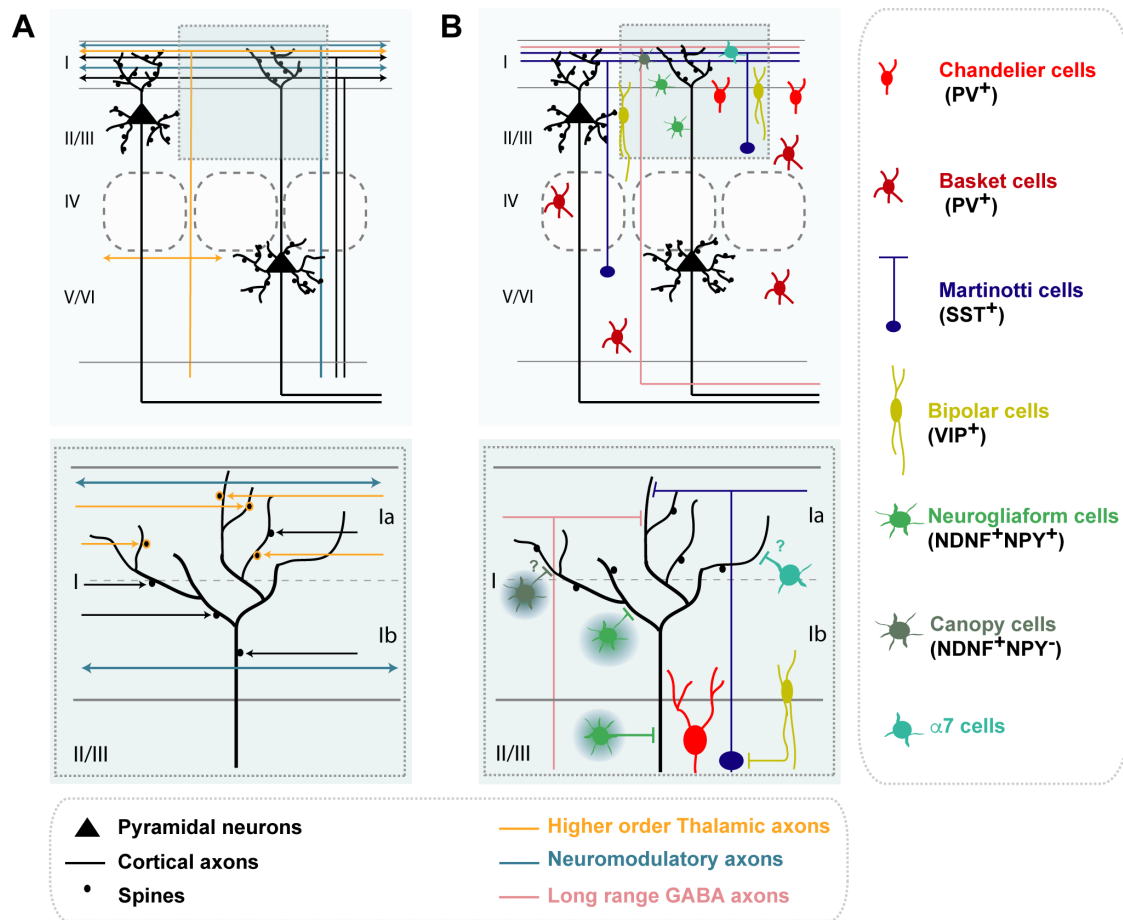 A
I
II/III
IV
V/VI
B
I
II/III
IV
V/VI
Chandelier cells
(PV+)
Basket cells
(PV+)
Martinotti cells
(SST+)
Bipolar cells
(VIP+)
Neurogliaform cells
(NDNF+NPY+)
Canopy cells
(NDNF+NPY-)
α7 cells
Ia
I
Ib
II/III
Ia
?
?
I
Ib
II/III
Pyramidal neurons
Cortical axons
Spines
Higher order Thalamic axons
Neuromodulatory axons
Long range GABA axons